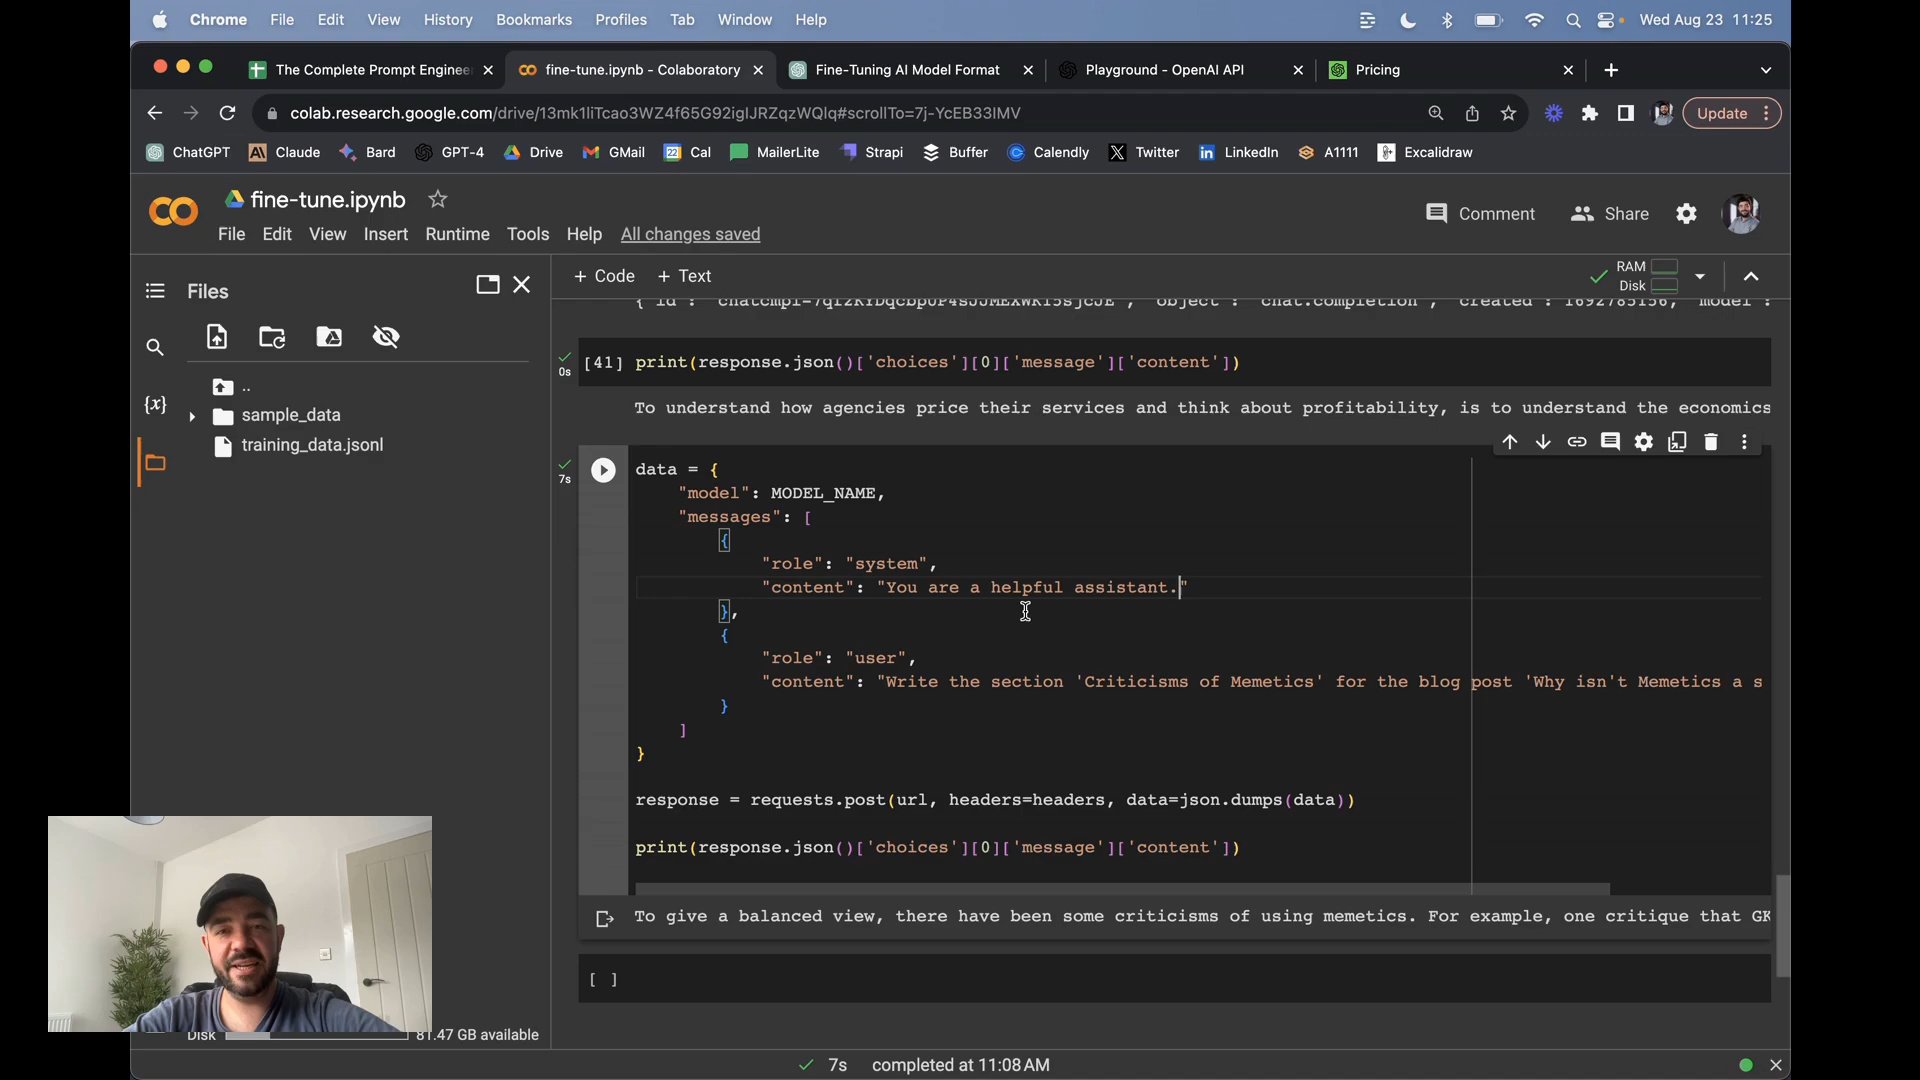 Chrome File Edit View History Bookmarks Profiles Tab Window Help Wed Aug 23 11:25
The Complete Prompt Enginee fine-tune.ipynb - Colaboratory Fine-Tuning AI Model Format Playground - OpenAI API Pricing
colab.research.google.com/drive/13mk1liTcao3WZ4f65G92iglJRZqzWQlq#scrollTo=7j-YcEB33IMV Update
ChatGPT Claude Bard GPT-4 Drive GMail 22 Cal MailerLite Strapi Buffer Calendly Twitter LinkedIn A1111 Excalidraw
fine-tune.ipynb
Comment Share
File Edit View Insert Runtime Tools Help All changes saved
Files
+ Code + Text
RAM
Disk
..
sample_data
training_data.jsonl
{x}
[41] print(response.json()['choices'][0]['message']['content'])
0s
To understand how agencies price their services and think about profitability, is to understand the economics
7s
data = {
"model": MODEL_NAME,
"messages": [
{
"role": "system",
"content": "You are a helpful assistant."
},
{
"role": "user",
"content": "Write the section 'Criticisms of Memetics' for the blog post 'Why isn't Memetics a s
}
]
}
response = requests.post(url, headers=headers, data=json.dumps(data))
print(response.json()['choices'][0]['message']['content'])
To give a balanced view, there have been some criticisms of using memetics. For example, one critique that GK
[ ]
Disk 81.47 GB available
7s completed at 11:08 AM